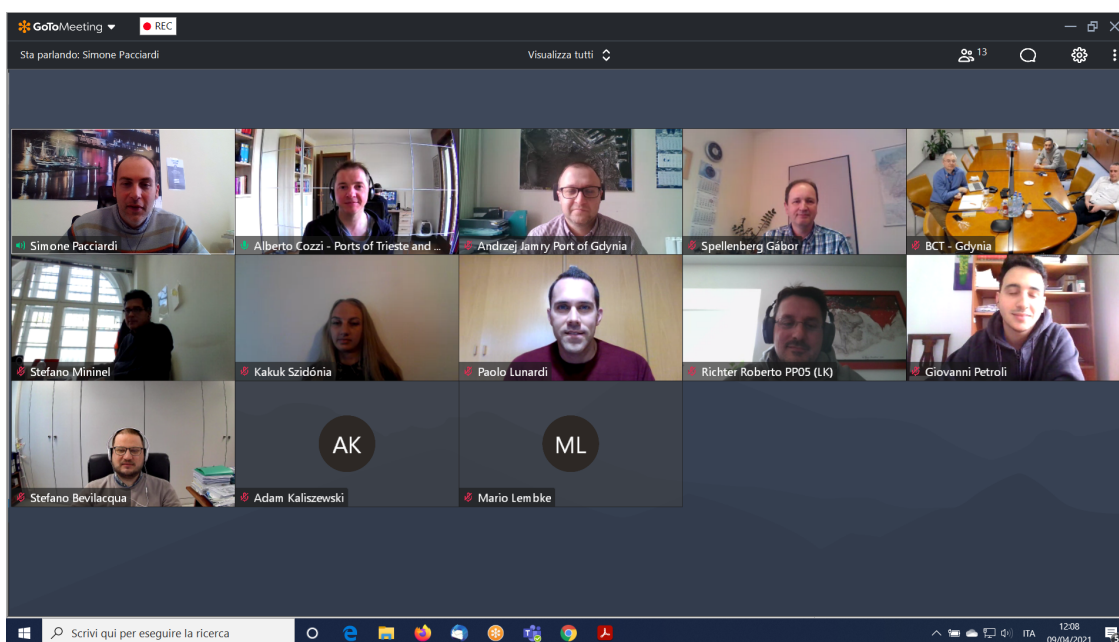 GoToMeeting
REC
Sta parlando: Simone Pacciardi
Visualizza tutti
13
Simone Pacciardi
Alberto Cozzi - Ports of Trieste and ...
Andrzej Jamry Port of Gdynia
Spellenberg Gábor
BCT - Gdynia
Stefano Mininel
Kakuk Szidónia
Paolo Lunardi
Richter Roberto PP05 (LK)
Giovanni Petroli
Stefano Bevilacqua
AK
Adam Kaliszewski
ML
Mario Lembke
Scrivi qui per eseguire la ricerca
ITA
12:08
09/04/2021